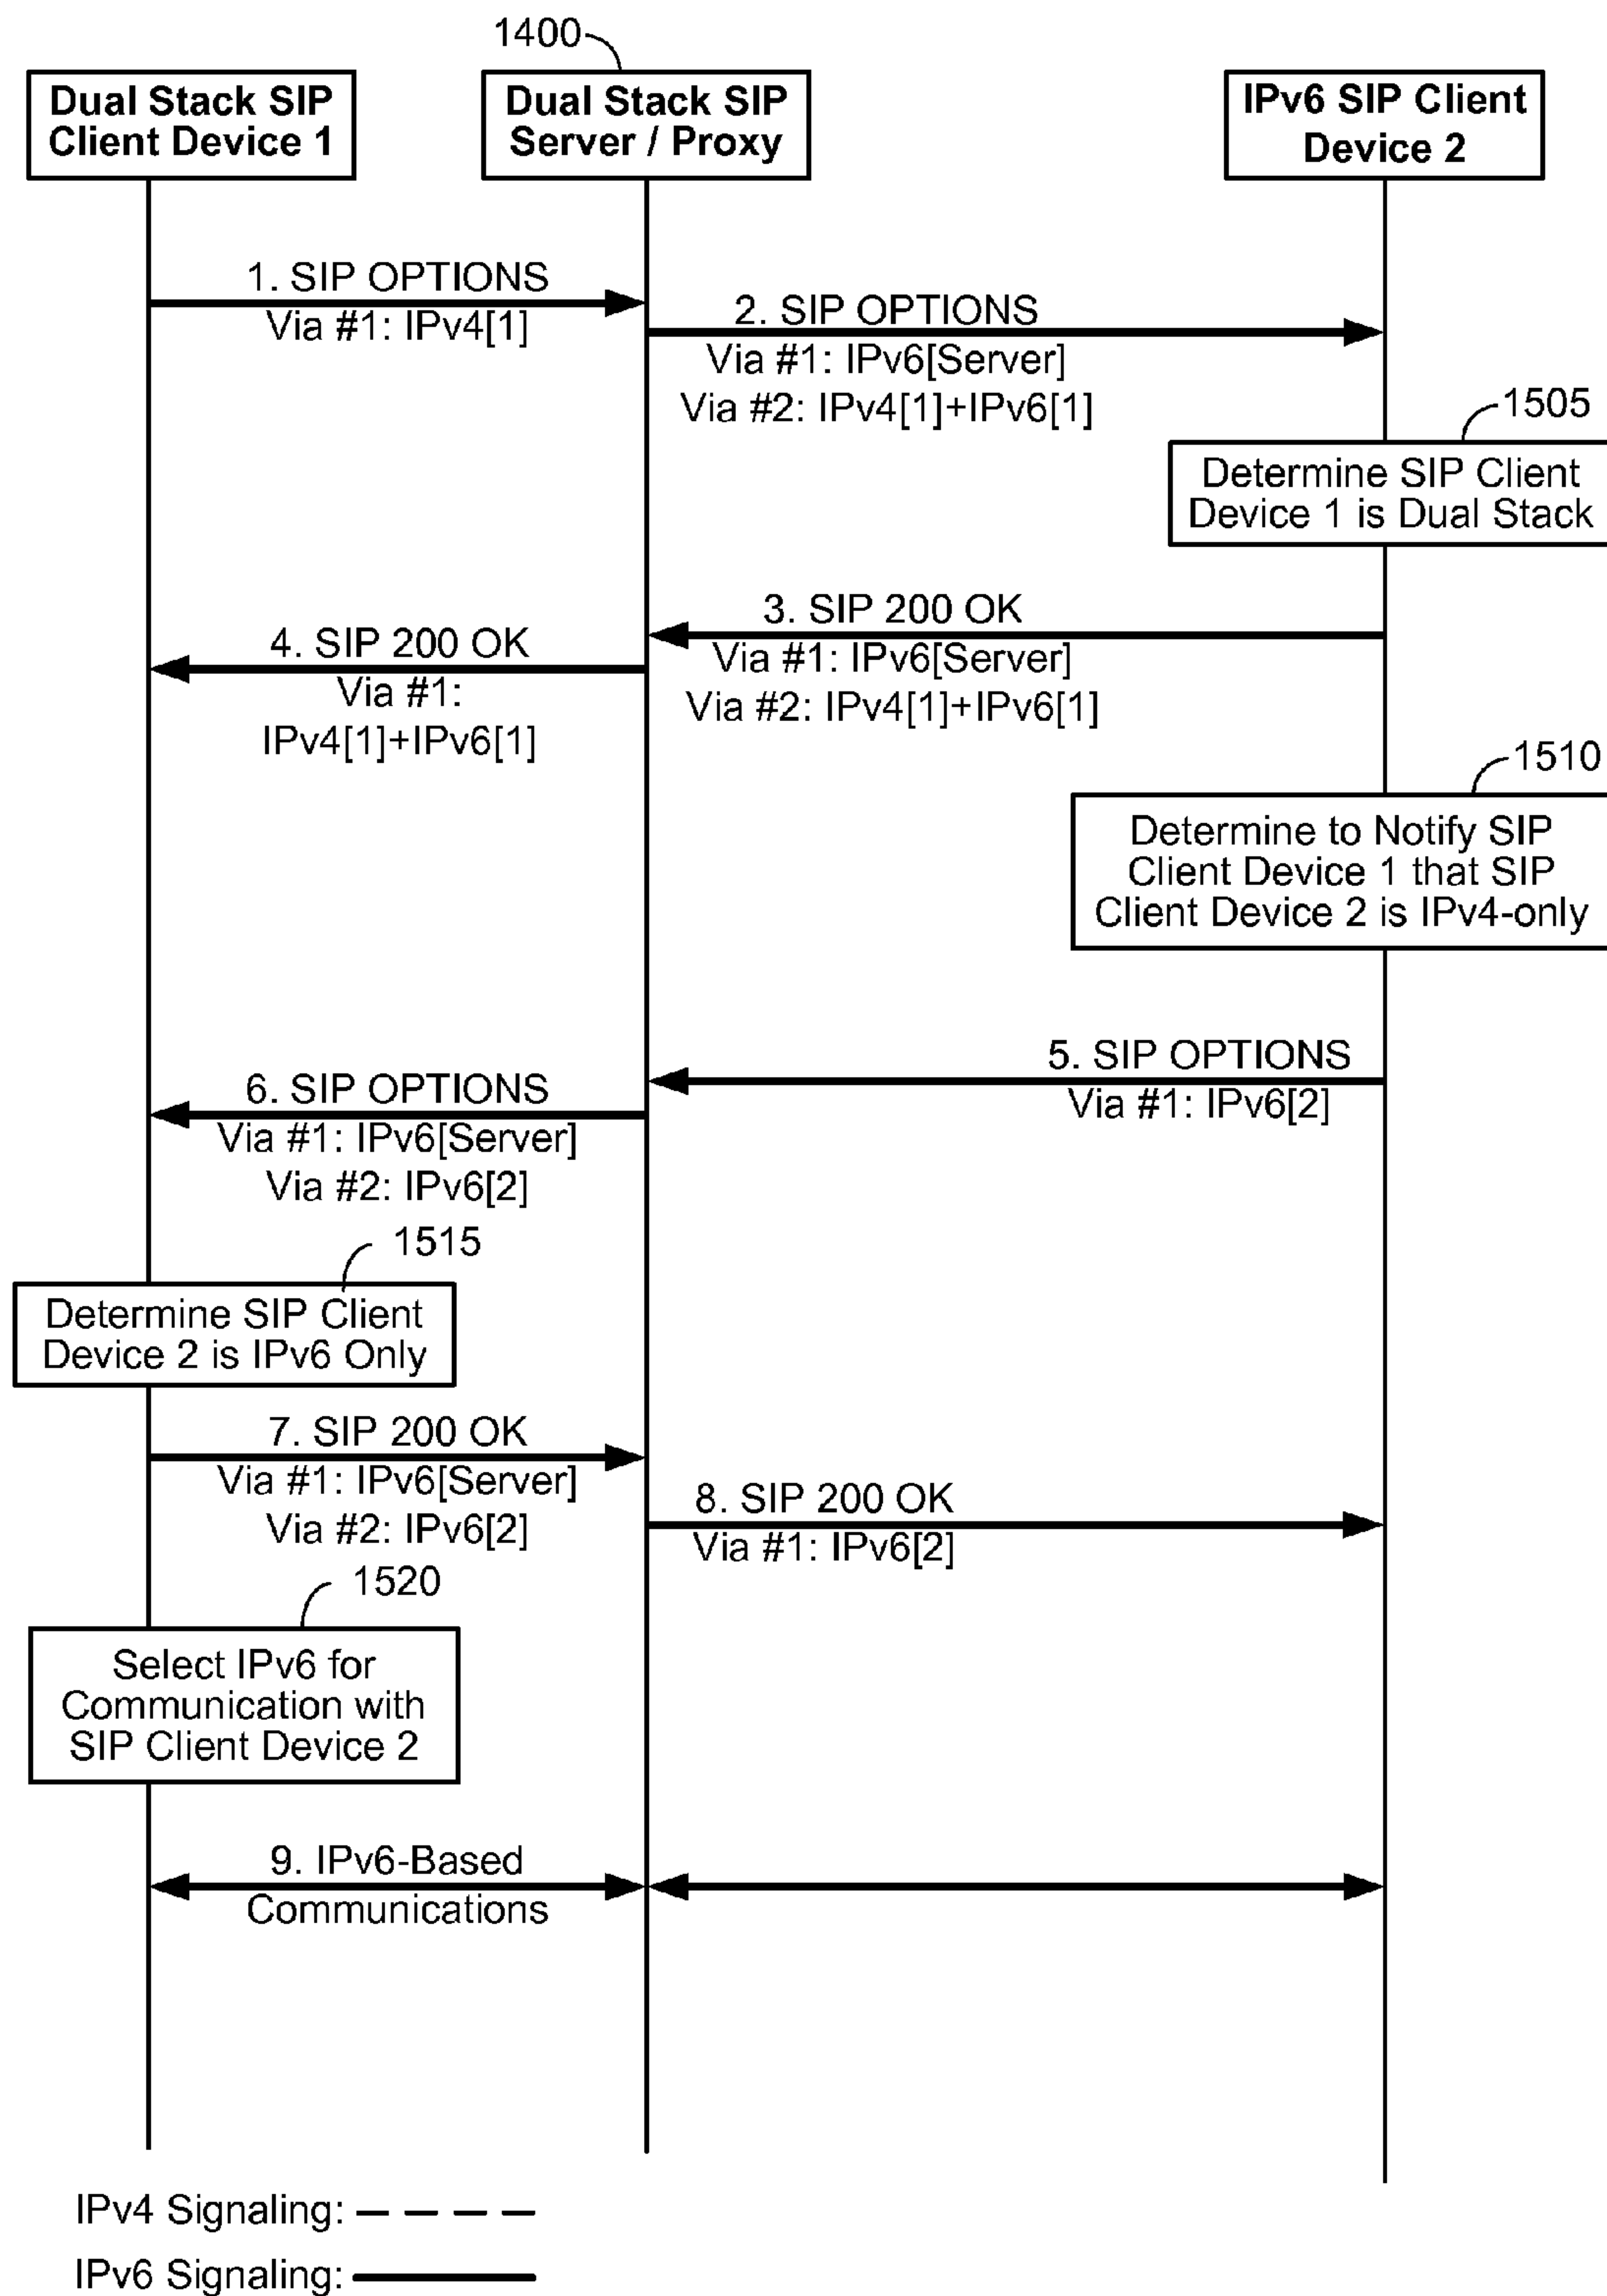 1400
Dual Stack SIP
Client Device 1
Dual Stack SIP
Server / Proxy
IPv6 SIP Client
Device 2
1. SIP OPTIONS
Via #1: IPv4[1]
2. SIP OPTIONS
Via #1: IPv6[Server]
Via #2: IPv4[1]+IPv6[1]
1505
Determine SIP Client
Device 1 is Dual Stack
3. SIP 200 OK
Via #1: IPv6[Server]
Via #2: IPv4[1]+IPv6[1]
4. SIP 200 OK
Via #1:
IPv4[1]+IPv6[1]
1510
Determine to Notify SIP
Client Device 1 that SIP
Client Device 2 is IPv4-only
5. SIP OPTIONS
Via #1: IPv6[2]
6. SIP OPTIONS
Via #1: IPv6[Server]
Via #2: IPv6[2]
1515
Determine SIP Client
Device 2 is IPv6 Only
7. SIP 200 OK
Via #1: IPv6[Server]
Via #2: IPv6[2]
8. SIP 200 OK
Via #1: IPv6[2]
1520
Select IPv6 for
Communication with
SIP Client Device 2
9. IPv6-Based
Communications
IPv4 Signaling:
IPv6 Signaling: